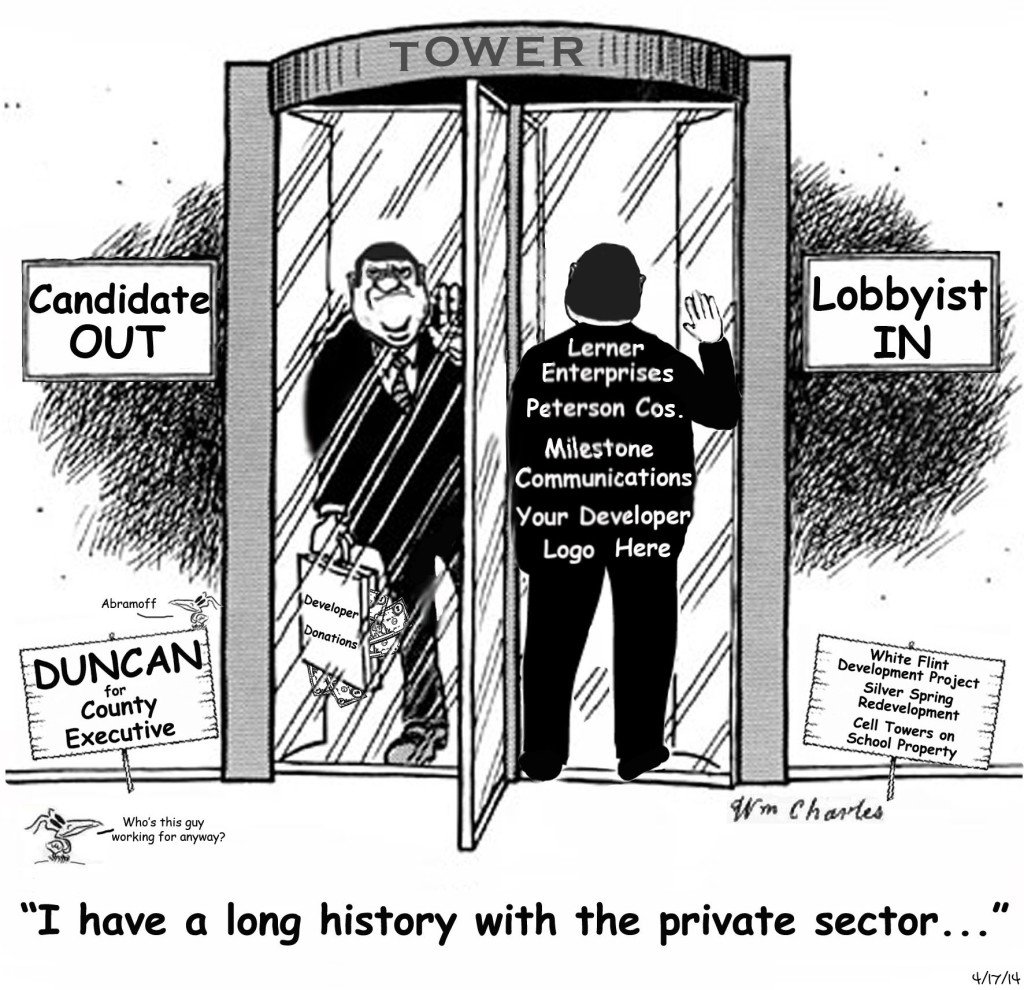 TOWER
Candidate
OUT
Lobbyist
IN
Lerner
Enterprises
Peterson Cos.
Milestone
Communications
Your Developer
Logo Here
Developer
Donations
Abramoff
DUNCAN
for
County
Executive
White Flint
Development Project
Silver Spring
Redevelopment
Cell Towers on
School Property
Wm Charles
Who's this guy
working for anyway?
“I have a long history with the private sector...”
4/17/14